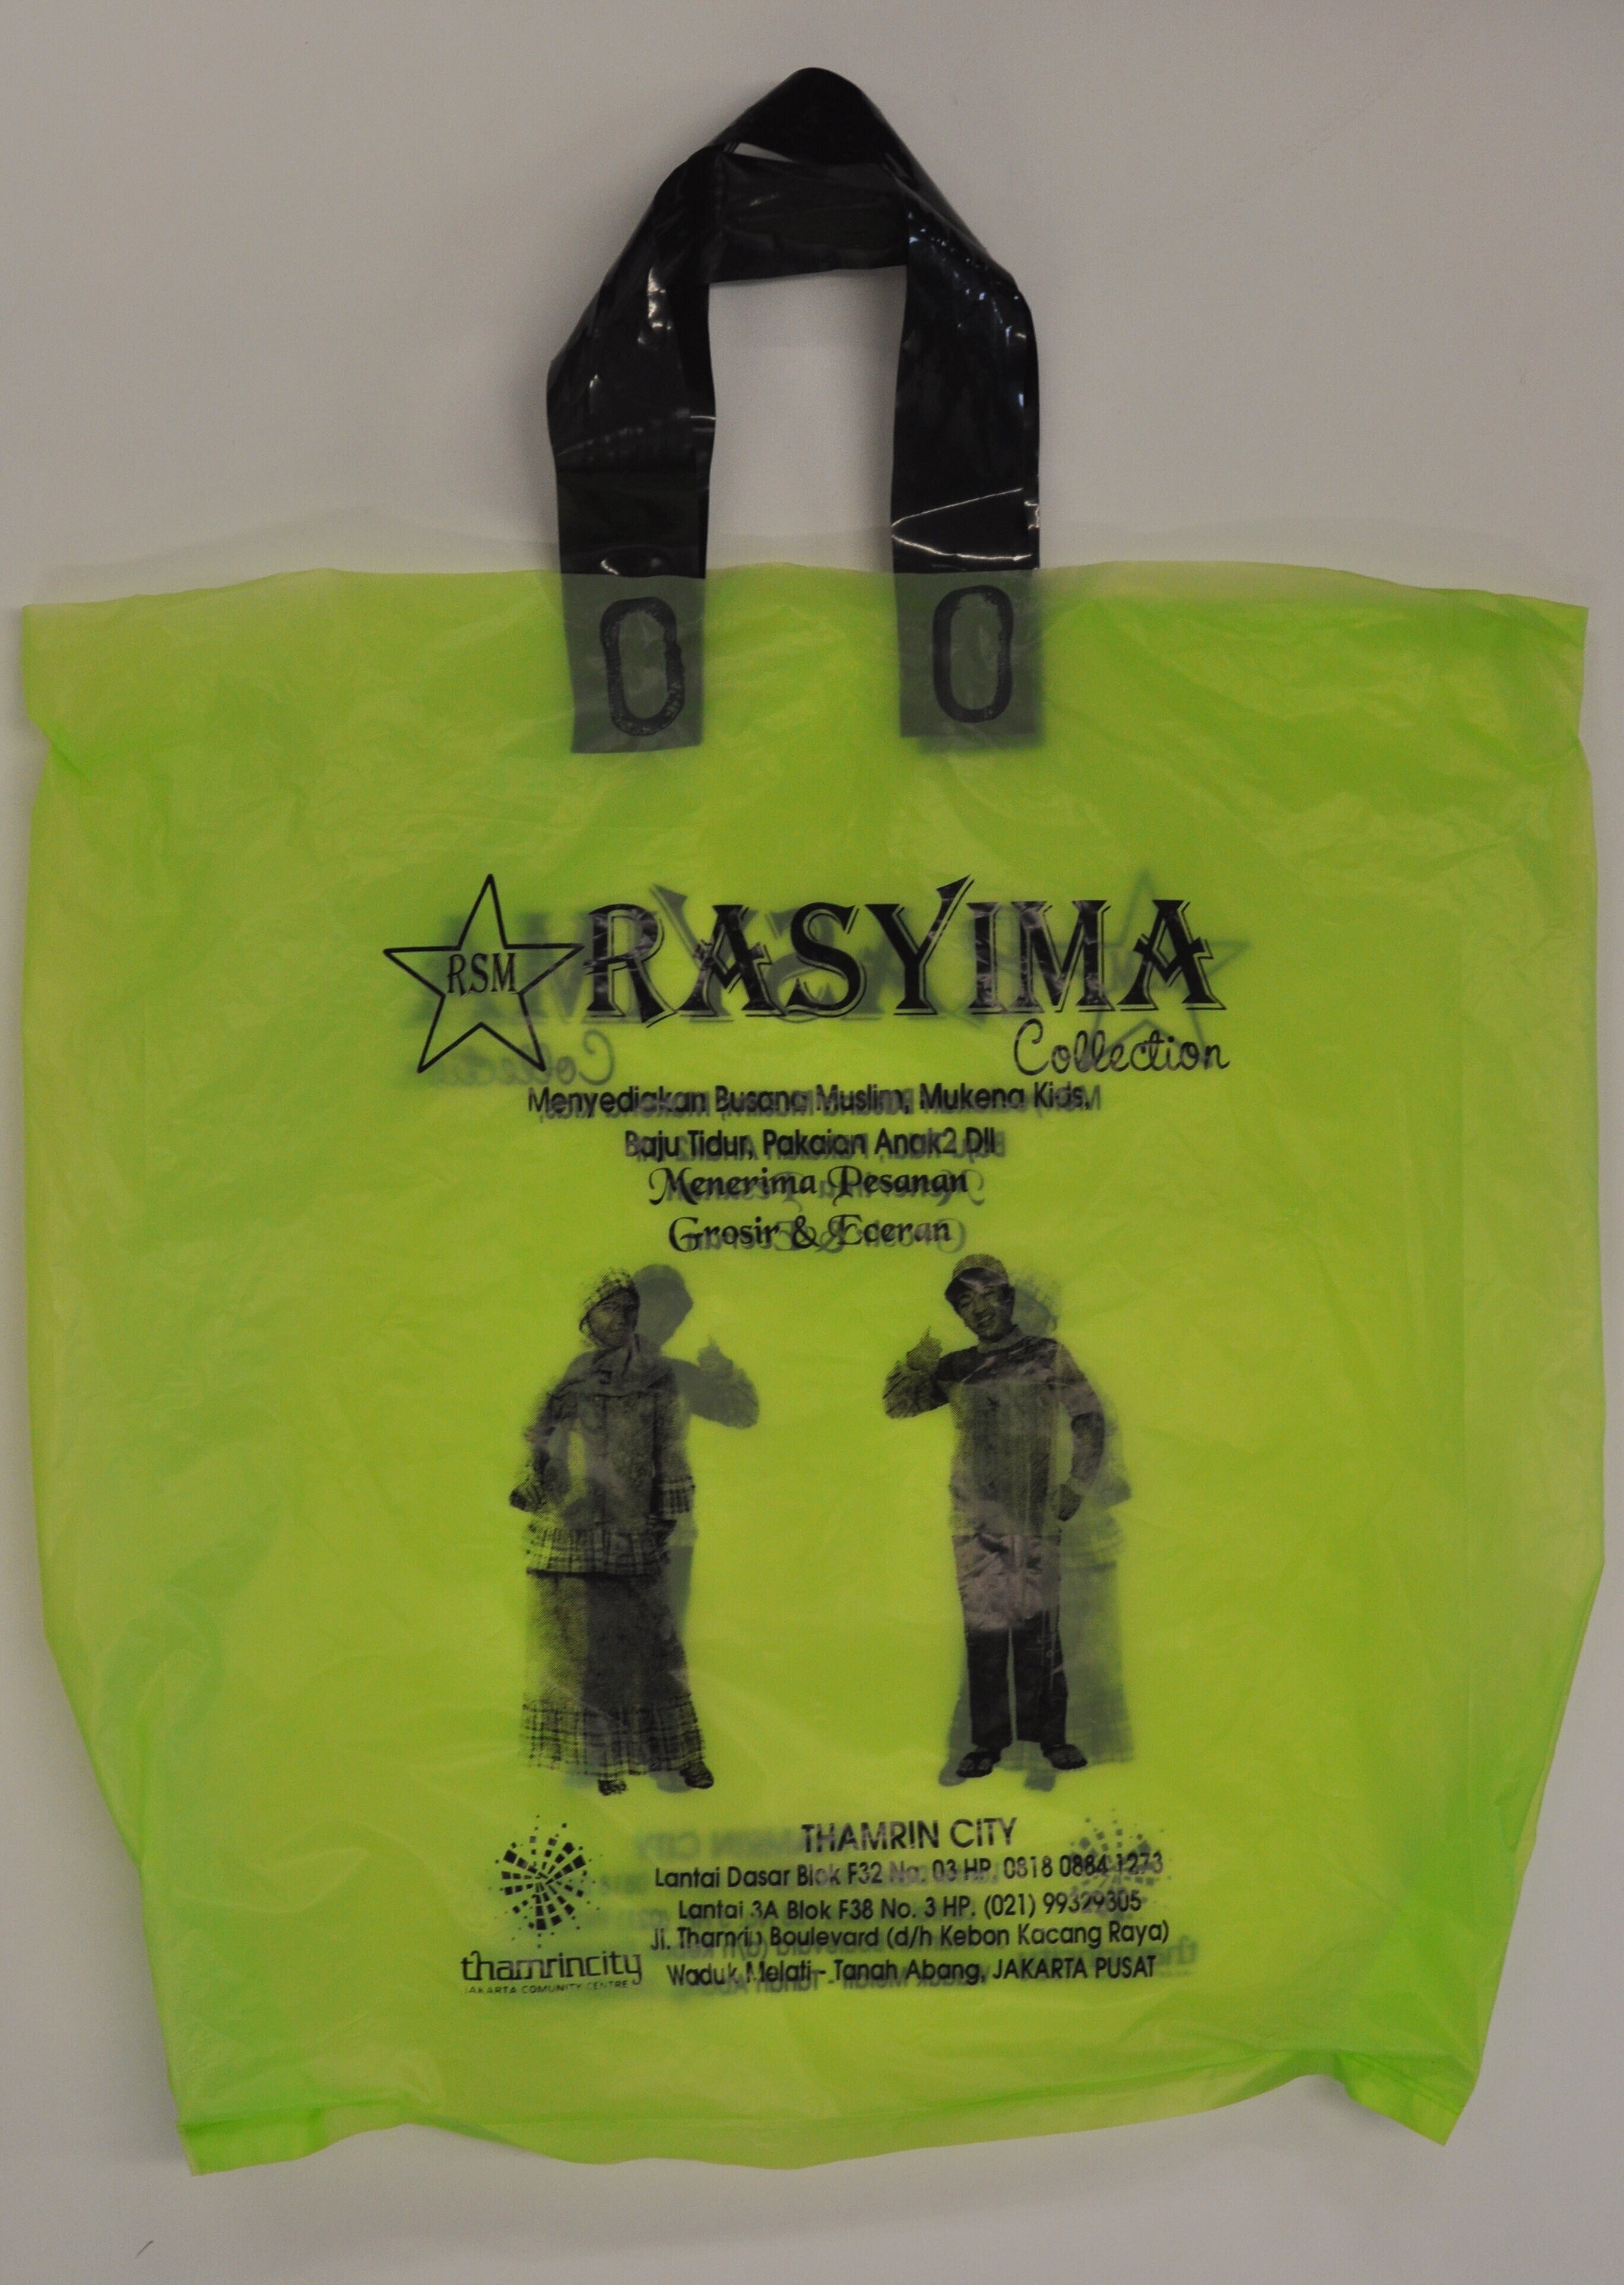 RSM
RASYIMA
Collection
Menyediakan Busana Muslim, Mukena Kids,
Baju Tidur, Pakaian Anak2 Dll
Menerima Pesanan
Grosir & Eceran
THAMRIN CITY
Lantai Dasar Blok F32 No. 03 HP. 0818 0884 1273
Lantai 3A Blok F38 No. 3 HP. (021) 99329305
Jl. Thamrin Boulevard (d/h Kebon Kacang Raya)
Waduk Melati - Tanah Abang, JAKARTA PUSAT
thamrincity
JAKARTA COMUNITY CENTRE